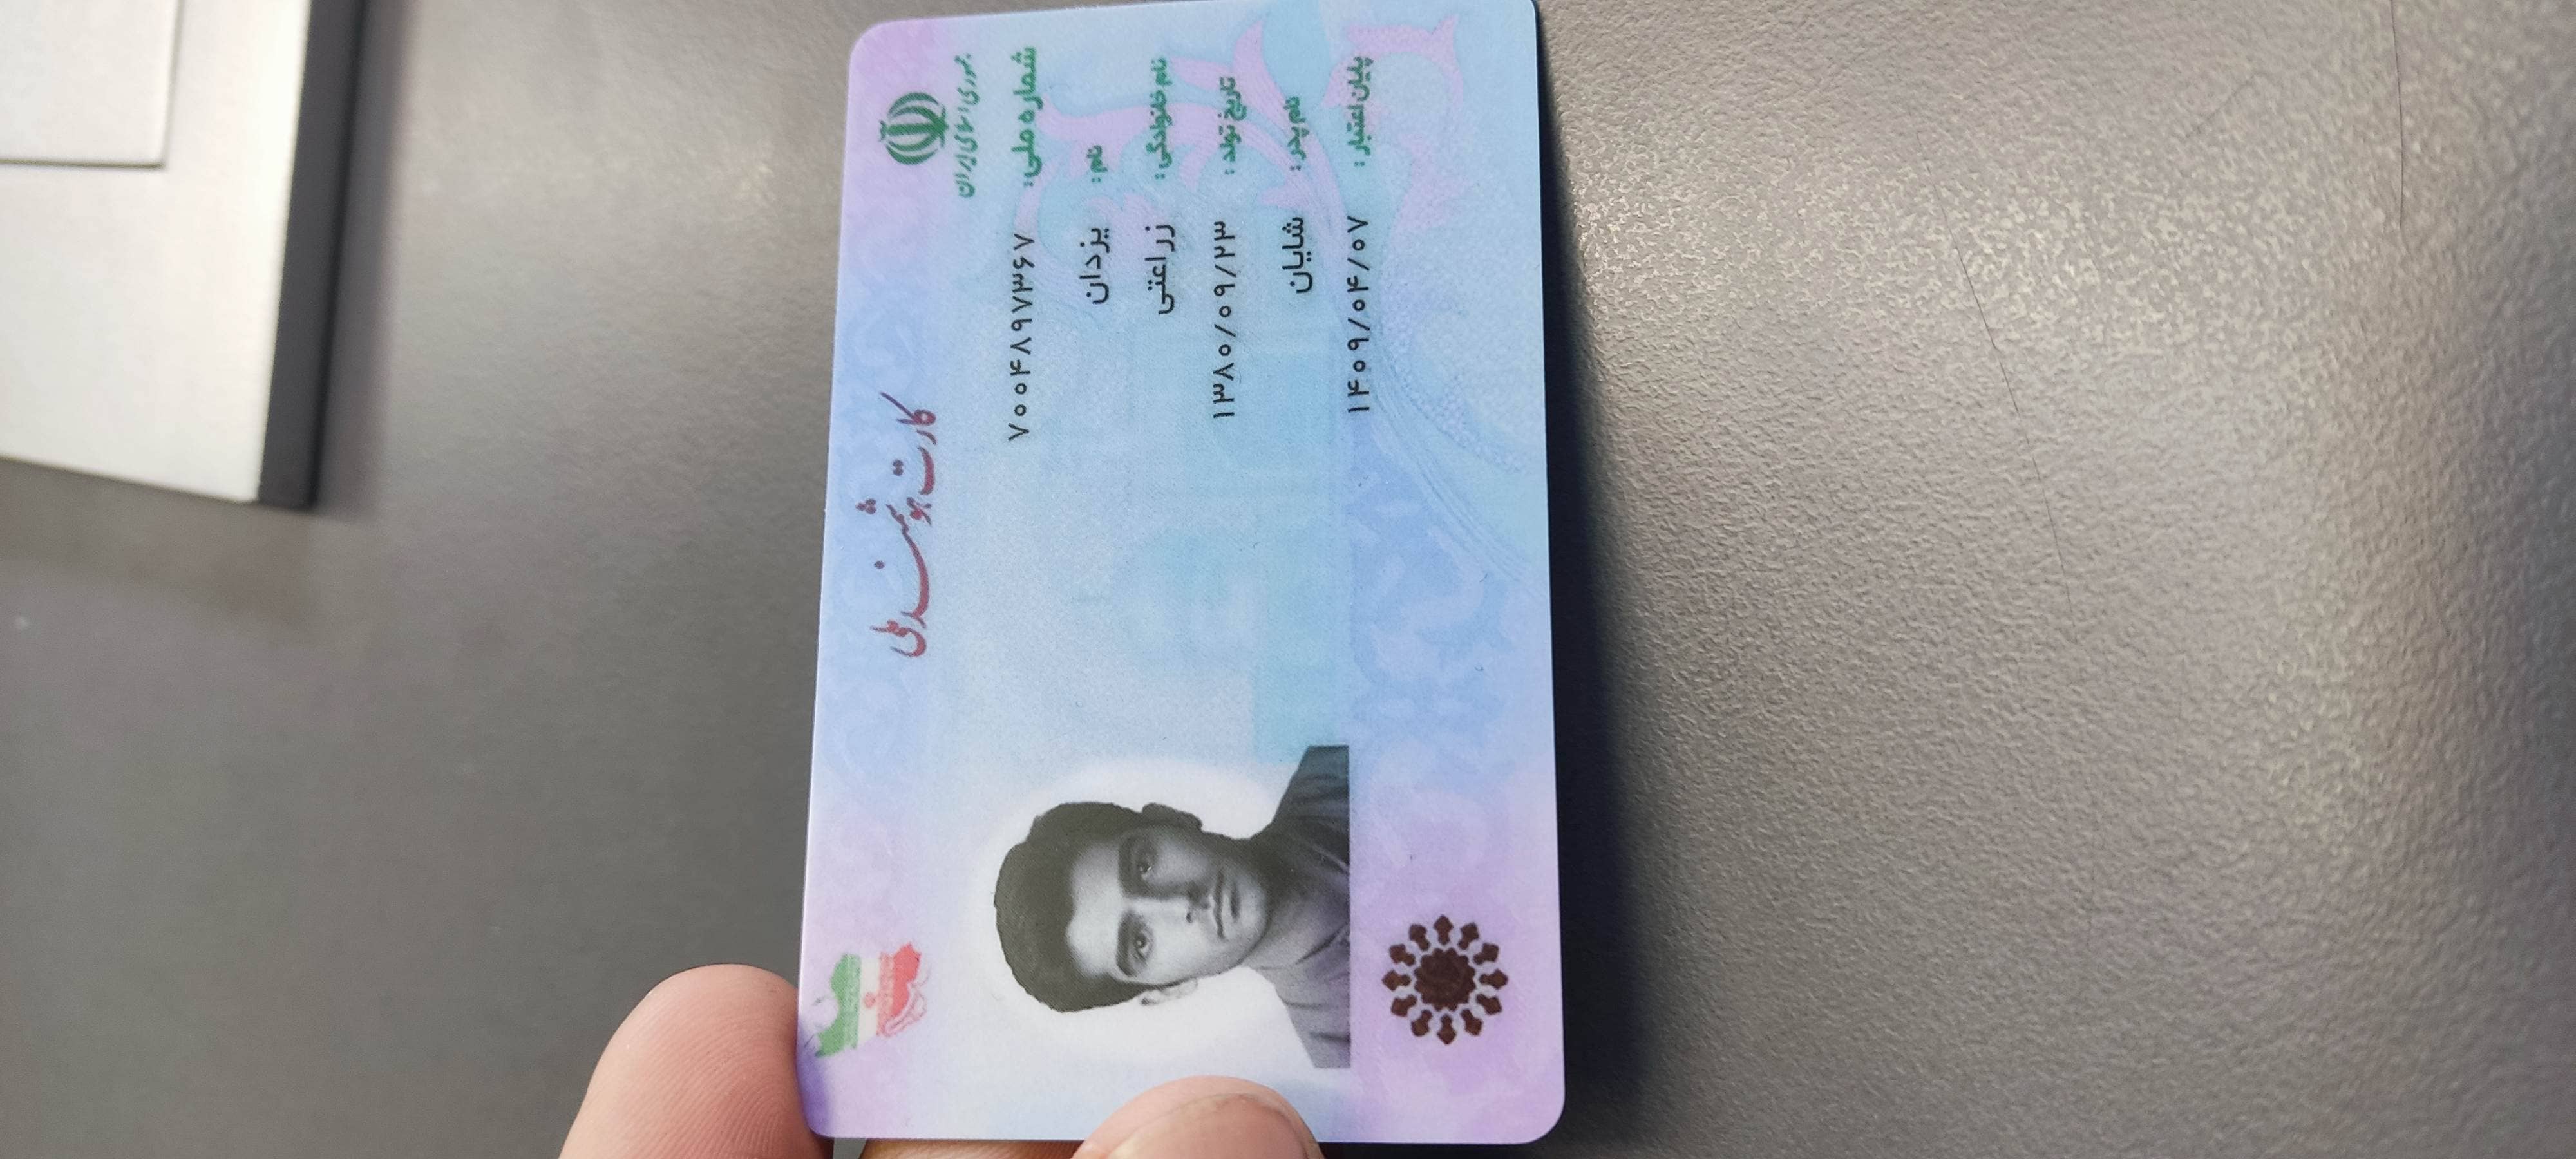 کارت هوشمند ملی
جمهوری اسلامی ایران
شماره ملی: ۷۰۰۴۸۹۷۳۶۷
نام: یزدان
نام خانوادگی: زراعتی
تاریخ تولد: ۱۳۸۰/۰۹/۲۳
نام پدر: شایان
پایان اعتبار: ۱۴۰۹/۰۴/۰۷